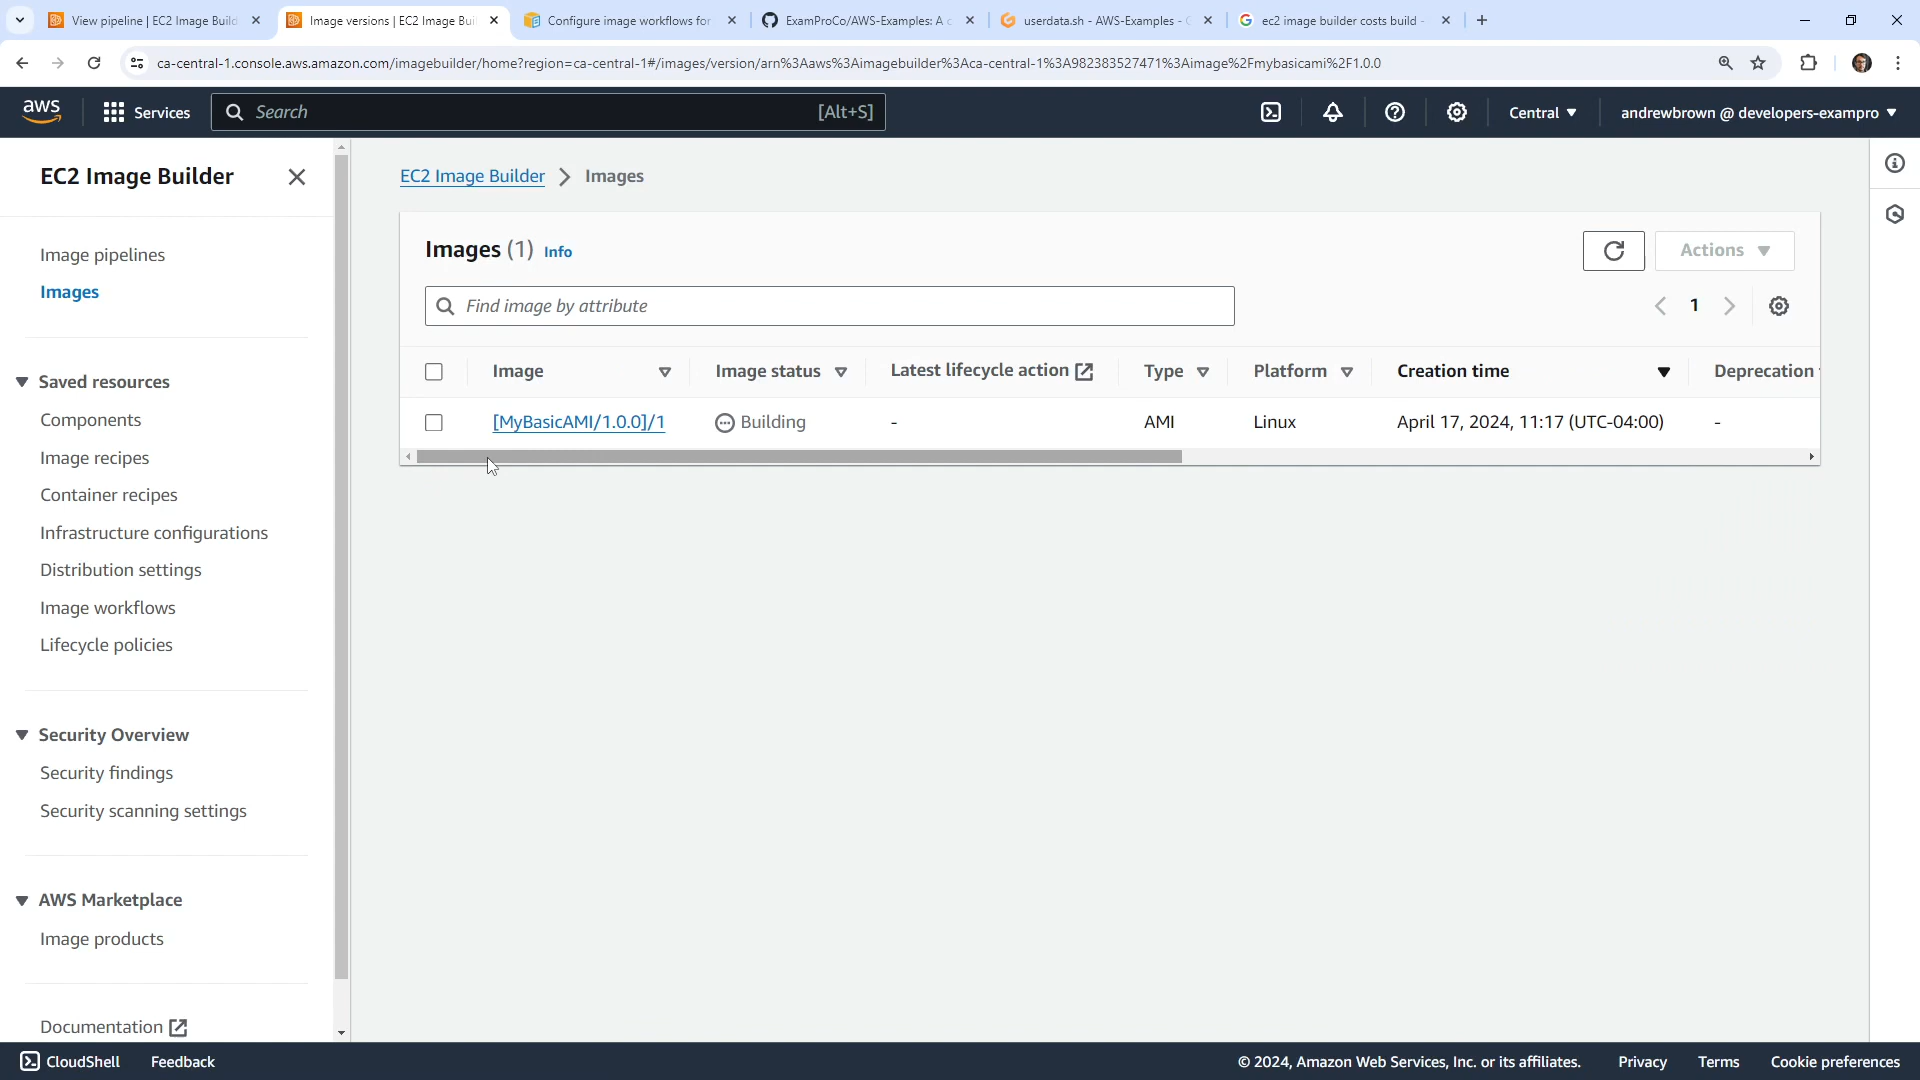 View pipeline | EC2 Image Build
Image versions | EC2 Image Buil
Configure image workflows for
ExamProCo/AWS-Examples: A c
userdata.sh - AWS-Examples -
ec2 image builder costs build -
ca-central-1.console.aws.amazon.com/imagebuilder/home?region=ca-central-1#/images/version/arn%3Aaws%3Aimagebuilder%3Aca-central-1%3A982383527471%3Aimage%2Fmybasicami%2F1.0.0
aws
Services
Search
[Alt+S]
Central
andrewbrown @ developers-exampro
EC2 Image Builder
Image pipelines
Images
Saved resources
Components
Image recipes
Container recipes
Infrastructure configurations
Distribution settings
Image workflows
Lifecycle policies
Security Overview
Security findings
Security scanning settings
AWS Marketplace
Image products
Documentation
EC2 Image Builder > Images
Images (1) Info
Actions
Find image by attribute
1
Image Image status Latest lifecycle action Type Platform Creation time Deprecation
[MyBasicAMI/1.0.0]/1 Building - AMI Linux April 17, 2024, 11:17 (UTC-04:00) -
CloudShell Feedback
© 2024, Amazon Web Services, Inc. or its affiliates. Privacy Terms Cookie preferences